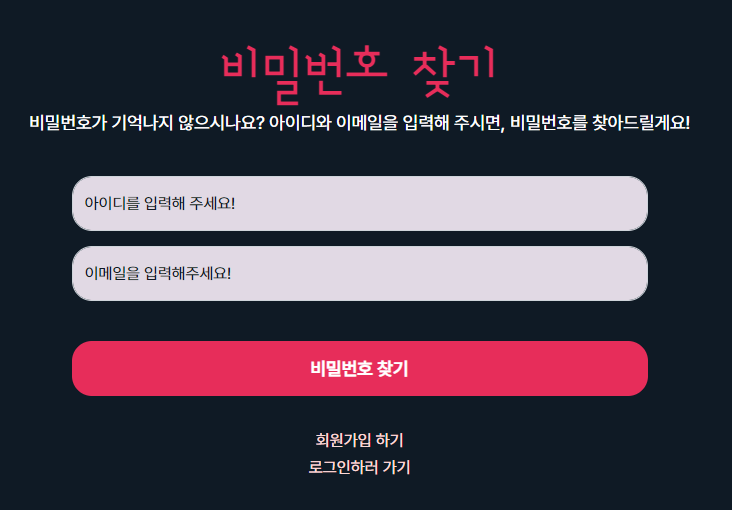 비밀번호 찾기
비밀번호가 기억나지 않으시나요? 아이디와 이메일을 입력해 주시면, 비밀번호를 찾아드릴게요!
아이디를 입력해 주세요!
이메일을 입력해주세요!
비밀번호 찾기
회원가입 하기
로그인하러 가기